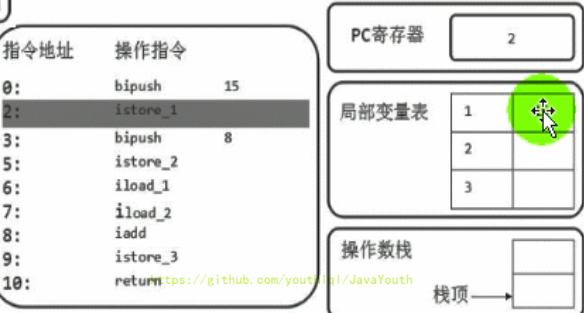 指令地址 操作指令
0: bipush 15
2: istore_1
3: bipush 8
5: istore_2
6: iload_1
7: iload_2
8: iadd
9: istore_3
10: return
https://github.com/youthlql/JavaYouth
PC寄存器 2
局部变量表 1
2
3
操作数栈
栈顶